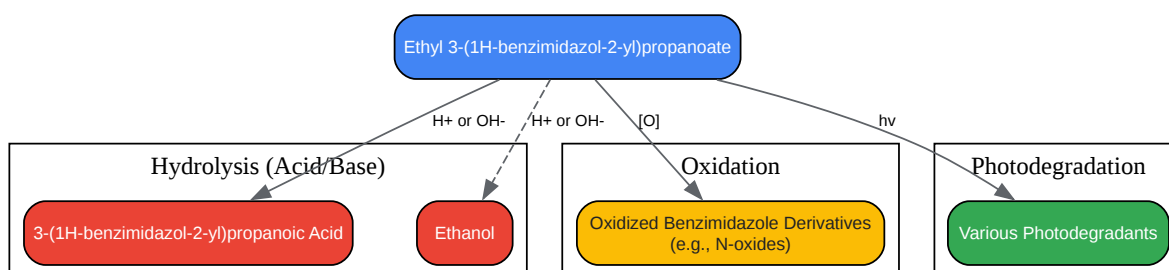 Ethyl 3-(1H-benzimidazol-2-yl)propanoate
H+ or OH-
H+ or OH-
[O]
hv
Hydrolysis (Acid/Base)
Oxidation
Photodegradation
3-(1H-benzimidazol-2-yl)propanoic Acid
Ethanol
Oxidized Benzimidazole Derivatives
(e.g., N-oxides)
Various Photodegradants